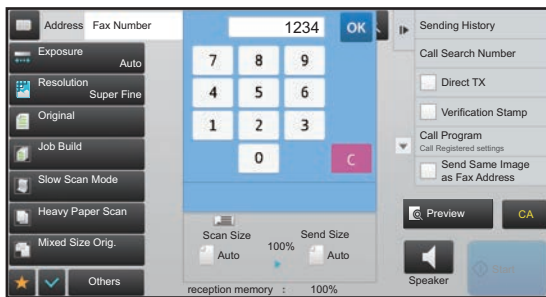 Address
Fax Number
1234
OK
Exposure
Auto
Resolution
Super Fine
Original
Job Build
Slow Scan Mode
Heavy Paper Scan
Mixed Size Orig.
Others
7 8 9
4 5 6
1 2 3
0
C
Scan Size
Auto
100%
Send Size
Auto
reception memory : 100%
Sending History
Call Search Number
Direct TX
Verification Stamp
Call Program
Call Registered settings
Send Same Image
as Fax Address
Preview
CA
Speaker
Start